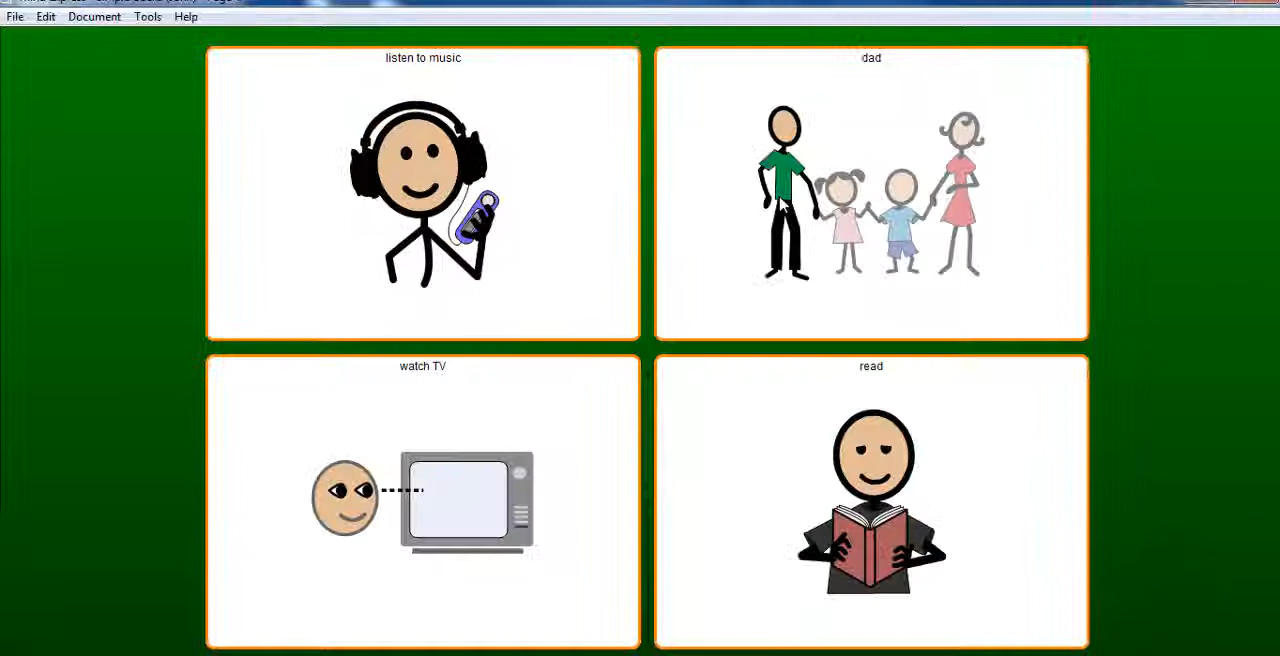 File Edit Document Tools Help
listen to music
dad
watch TV
read